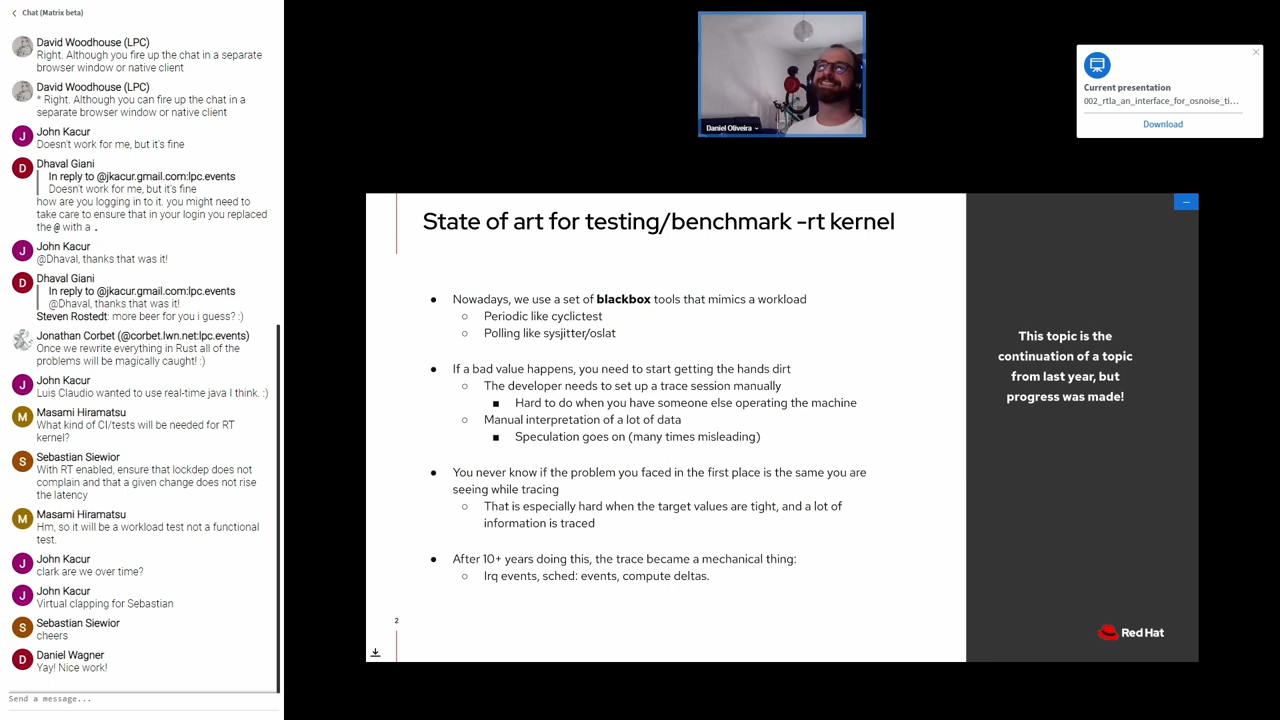 Chat (Matrix beta)
David Woodhouse (LPC)
Right. Although you fire up the chat in a separate
browser window or native client
David Woodhouse (LPC)
* Right. Although you can fire up the chat in a
separate browser window or native client
J
John Kacur
Doesn't work for me, but it's fine
D
Dhaval Giani
In reply to @jkacur:gmail.com:lpc.events
Doesn't work for me, but it's fine
how are you logging in to it. you might need to
take care to ensure that in your login you replaced
the @ with a .
J
John Kacur
@Dhaval, thanks that was it!
D
Dhaval Giani
In reply to @jkacur:gmail.com:lpc.events
@Dhaval, thanks that was it!
Steven Rostedt: more beer for you i guess? :)
Jonathan Corbet (@corbet.lwn.net:lpc.events)
Once we rewrite everything in Rust all of the
problems will be magically caught! :)
J
John Kacur
Luis Claudio wanted to use real-time java I think. :)
M
Masami Hiramatsu
What kind of CI/tests will be needed for RT
kernel?
S
Sebastian Siewior
With RT enabled, ensure that lockdep does not
complain and that a given change does not rise
the latency
M
Masami Hiramatsu
Hm, so it will be a workload test not a functional
test.
J
John Kacur
clark are we over time?
J
John Kacur
Virtual clapping for Sebastian
S
Sebastian Siewior
cheers
D
Daniel Wagner
Yay! Nice work!
Send a message...
Daniel Oliveira
Current presentation
002_rtla_an_interface_for_osnoise_ti...
Download
State of art for testing/benchmark -rt kernel
● Nowadays, we use a set of blackbox tools that mimics a workload
○ Periodic like cyclictest
○ Polling like sysjitter/oslat
● If a bad value happens, you need to start getting the hands dirt
○ The developer needs to set up a trace session manually
■ Hard to do when you have someone else operating the machine
○ Manual interpretation of a lot of data
■ Speculation goes on (many times misleading)
● You never know if the problem you faced in the first place is the same you are
seeing while tracing
○ That is especially hard when the target values are tight, and a lot of
information is traced
● After 10+ years doing this, the trace became a mechanical thing:
○ Irq events, sched: events, compute deltas.
2
This topic is the
continuation of a topic
from last year, but
progress was made!
Red Hat